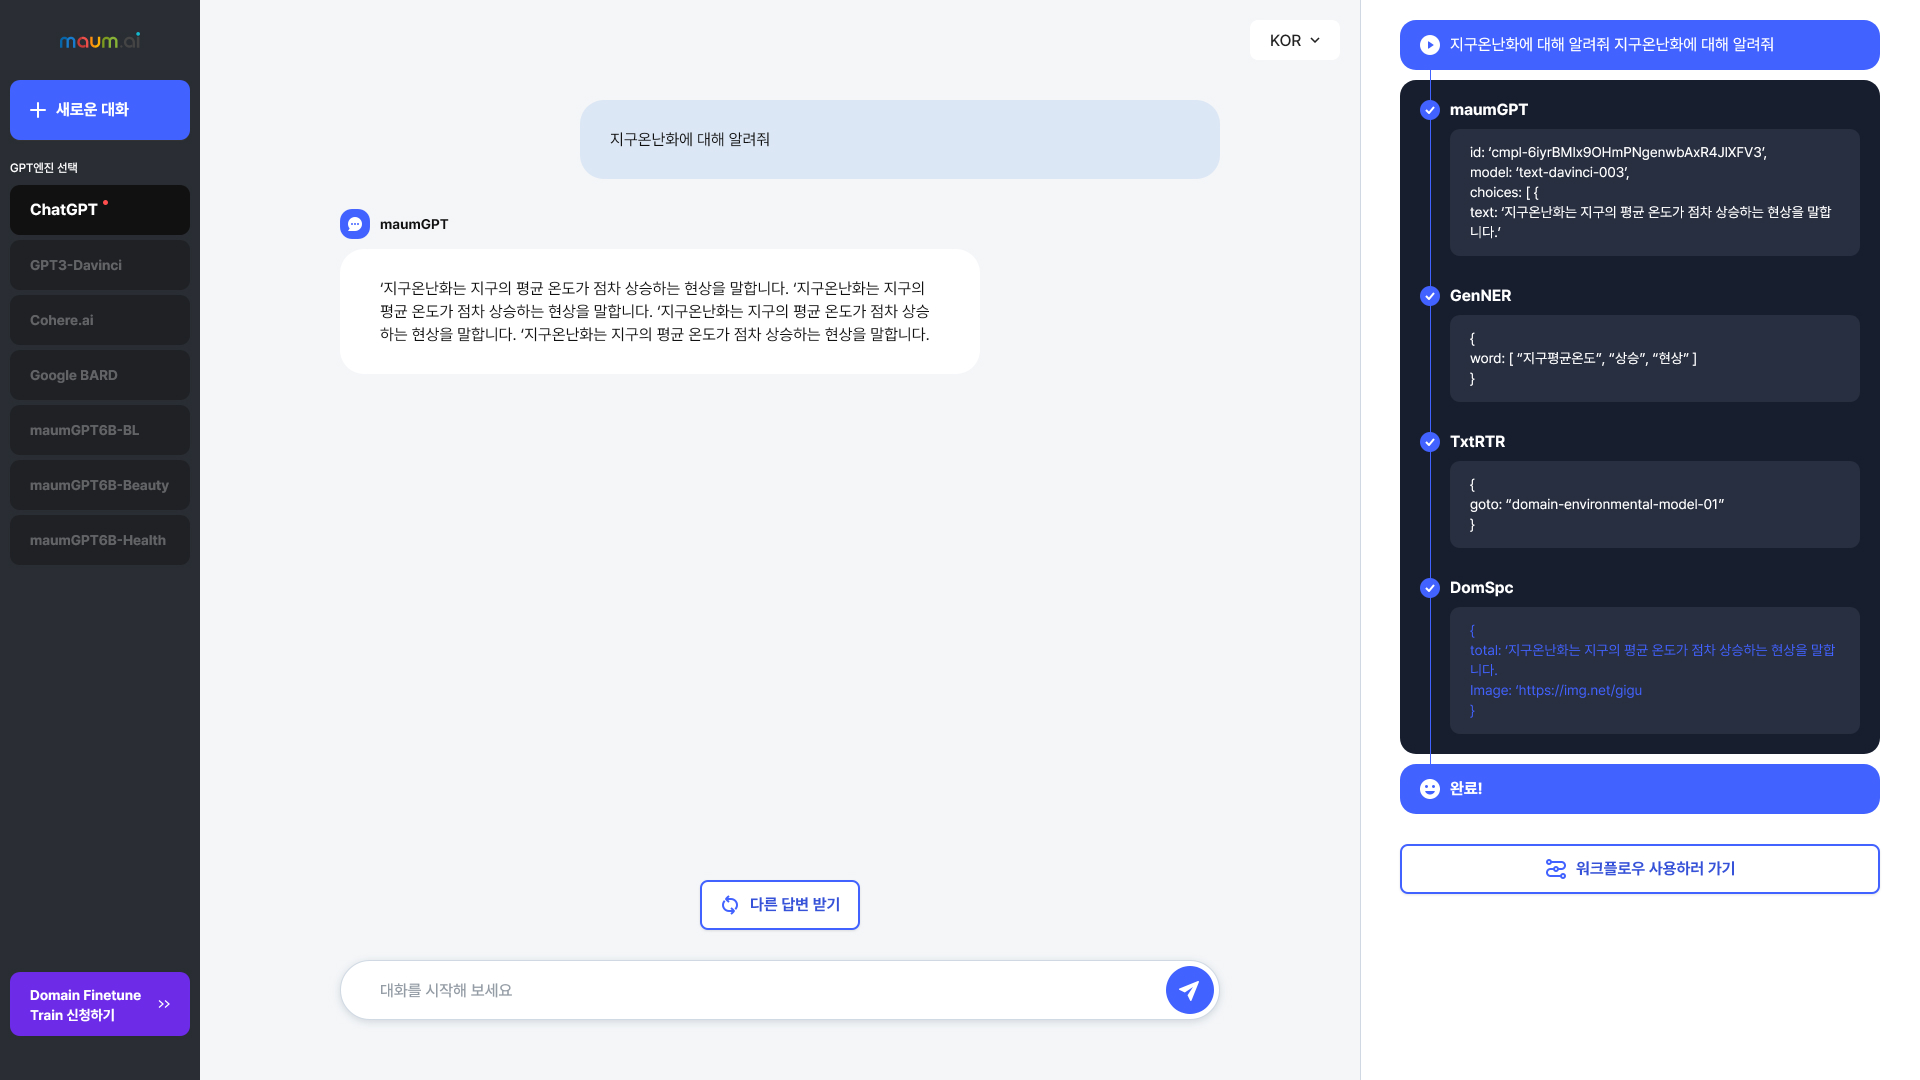 maum.ai
새로운 대화
GPT엔진 선택
ChatGPT
GPT3-Davinci
Cohere.ai
Google BARD
maumGPT6B-BL
maumGPT6B-Beauty
maumGPT6B-Health
Domain Finetune
Train 신청하기
KOR
지구온난화에 대해 알려줘
maumGPT
‘지구온난화는 지구의 평균 온도가 점차 상승하는 현상을 말합니다. ‘지구온난화는 지구의
평균 온도가 점차 상승하는 현상을 말합니다. ‘지구온난화는 지구의 평균 온도가 점차 상승
하는 현상을 말합니다. ‘지구온난화는 지구의 평균 온도가 점차 상승하는 현상을 말합니다.
다른 답변 받기
대화를 시작해 보세요
지구온난화에 대해 알려줘 지구온난화에 대해 알려줘
maumGPT
id: ‘cmpl-6iyrBMIx9OHmPNgenwbAxR4JIXFV3’,
model: ‘text-davinci-003’,
choices: [ {
text: ‘지구온난화는 지구의 평균 온도가 점차 상승하는 현상을 말합
니다.’
GenNER
{
word: [ “지구평균온도”, “상승”, “현상” ]
}
TxtRTR
{
goto: “domain-environmental-model-01”
}
DomSpc
{
total: ‘지구온난화는 지구의 평균 온도가 점차 상승하는 현상을 말합
니다.
Image: ‘https://img.net/gigu
}
완료!
워크플로우 사용하러 가기